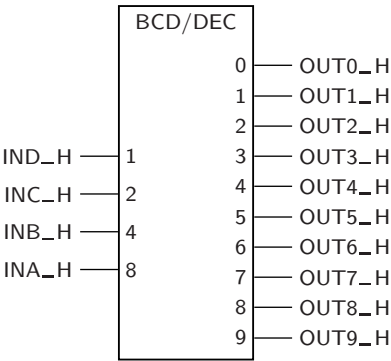 BCD/DEC
0 OUT0_H
1 OUT1_H
2 OUT2_H
IND_H 1 3 OUT3_H
INC_H 2 4 OUT4_H
INB_H 4 5 OUT5_H
6 OUT6_H
INA_H 8 7 OUT7_H
8 OUT8_H
9 OUT9_H